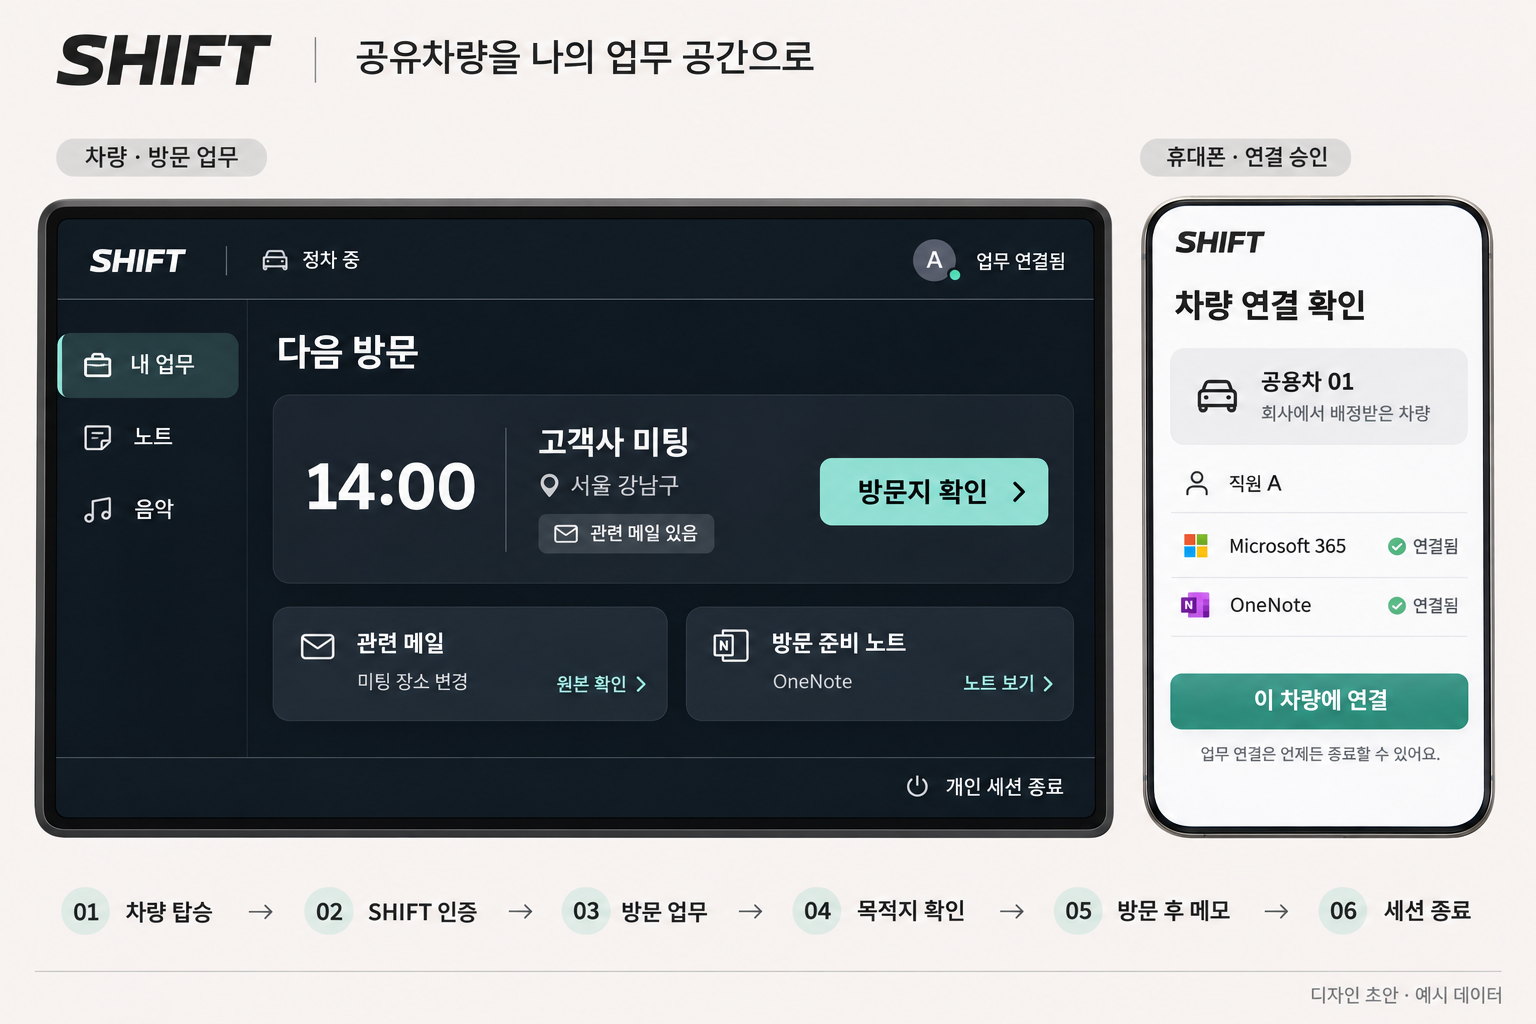 SHIFT
공유차량을 나의 업무 공간으로
차량 · 방문 업무
휴대폰 · 연결 승인
SHIFT
정차 중
A
업무 연결됨
내 업무
노트
음악
다음 방문
14:00
고객사 미팅
서울 강남구
관련 메일 있음
방문지 확인
관련 메일
미팅 장소 변경
원본 확인
N
방문 준비 노트
OneNote
노트 보기
개인 세션 종료
SHIFT
차량 연결 확인
공용차 01
회사에서 배정받은 차량
직원 A
Microsoft 365
연결됨
N
OneNote
연결됨
이 차량에 연결
업무 연결은 언제든 종료할 수 있어요.
01 차량 탑승 → 02 SHIFT 인증 → 03 방문 업무 → 04 목적지 확인 → 05 방문 후 메모 → 06 세션 종료
디자인 초안 · 예시 데이터